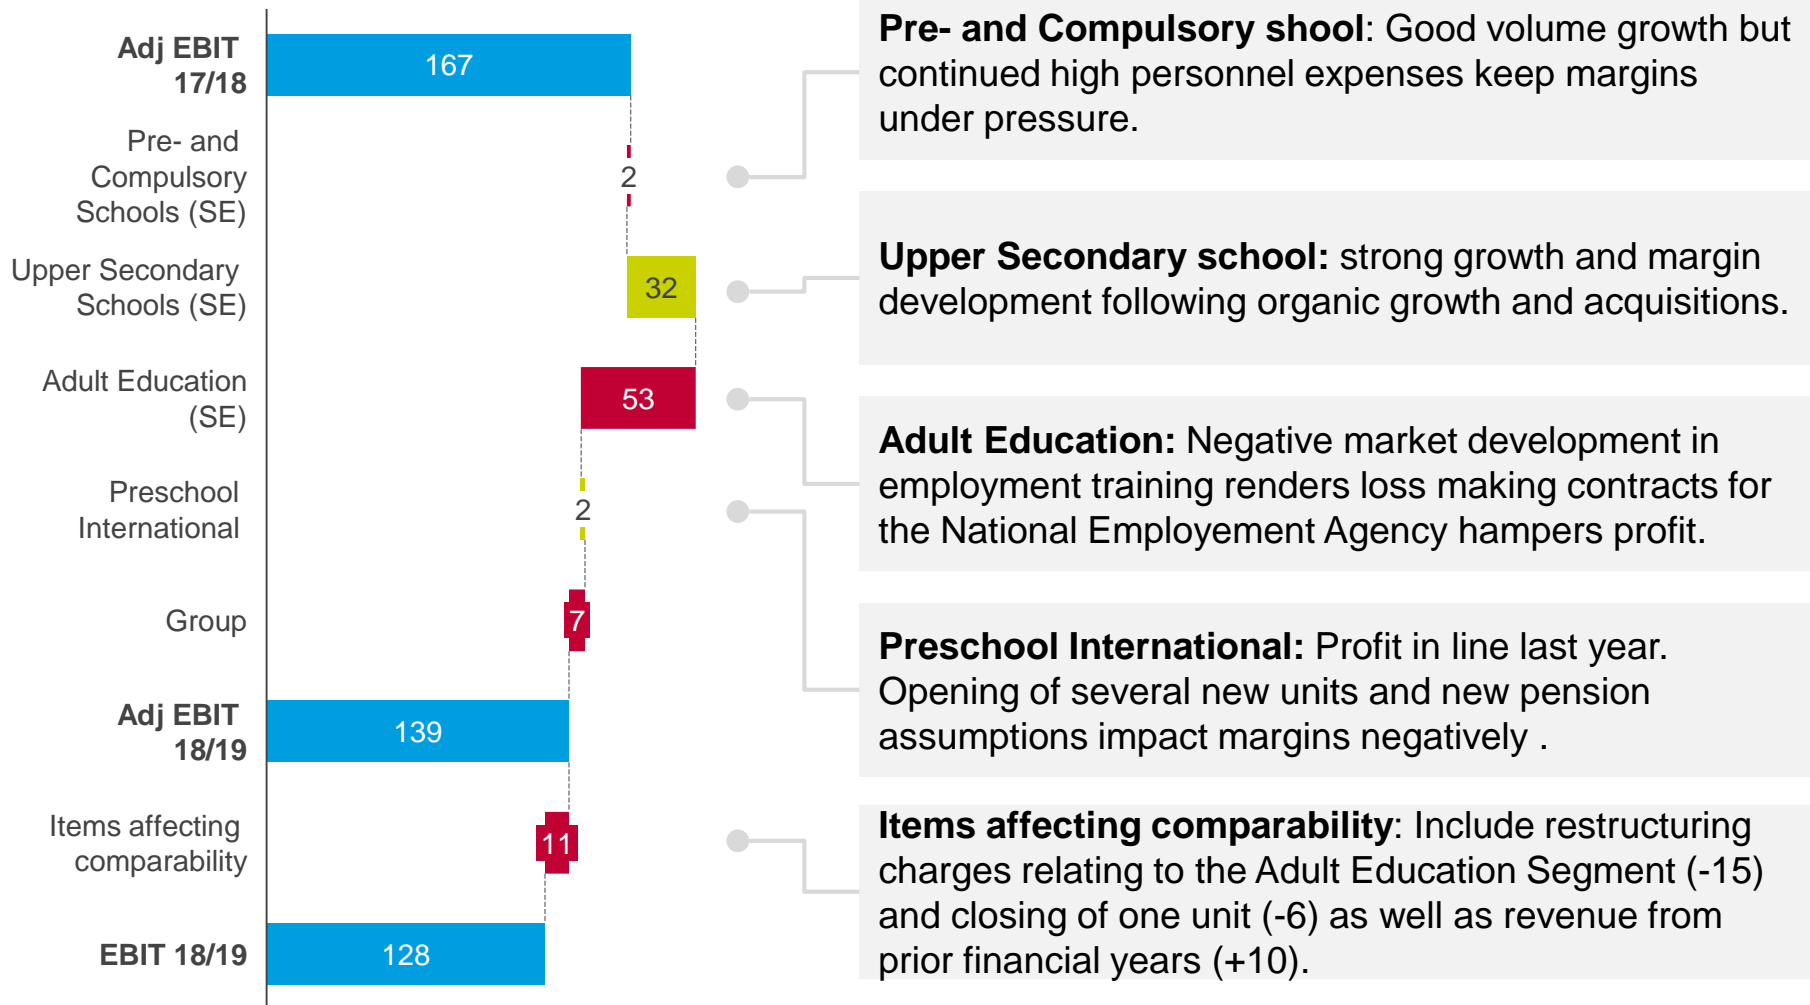 Adj EBIT
17/18
167
Pre- and
Compulsory
Schools (SE)
2
Upper Secondary
Schools (SE)
32
Adult Education
(SE)
53
Preschool
International
2
Group
7
Adj EBIT
18/19
139
Items affecting
comparability
11
EBIT 18/19
128
Pre- and Compulsory shool: Good volume growth but
continued high personnel expenses keep margins
under pressure.
Upper Secondary school: strong growth and margin
development following organic growth and acquisitions.
Adult Education: Negative market development in
employment training renders loss making contracts for
the National Employement Agency hampers profit.
Preschool International: Profit in line last year.
Opening of several new units and new pension
assumptions impact margins negatively .
Items affecting comparability: Include restructuring
charges relating to the Adult Education Segment (-15)
and closing of one unit (-6) as well as revenue from
prior financial years (+10).